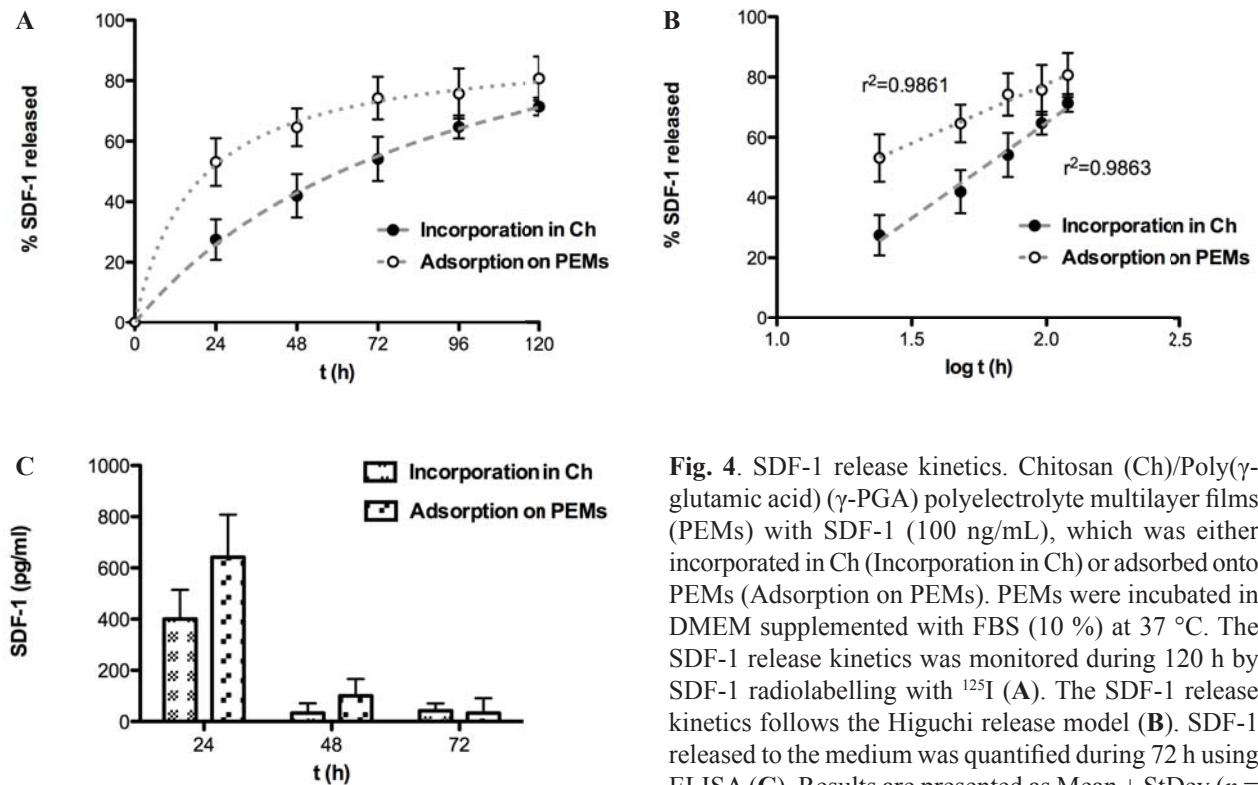 A
100
80
60
40
20
0
% SDF-1 released
0 24 48 72 96 120
t (h)
Incorporation in Ch
Adsorption on PEMs
B
100
80
60
40
20
0
% SDF-1 released
r²=0.9861
r²=0.9863
Incorporation in Ch
Adsorption on PEMs
1.0 1.5 2.0 2.5
log t (h)
C
1000
800
600
400
200
0
SDF-1 (pg/ml)
Incorporation in Ch
Adsorption on PEMs
24 48 72
t (h)
Fig. 4. SDF-1 release kinetics. Chitosan (Ch)/Poly(γ-
glutamic acid) (γ-PGA) polyelectrolyte multilayer films
(PEMs) with SDF-1 (100 ng/mL), which was either
incorporated in Ch (Incorporation in Ch) or adsorbed onto
PEMs (Adsorption on PEMs). PEMs were incubated in
DMEM supplemented with FBS (10 %) at 37 °C. The
SDF-1 release kinetics was monitored during 120 h by
SDF-1 radiolabelling with ¹²⁵I (A). The SDF-1 release
kinetics follows the Higuchi release model (B). SDF-1
released to the medium was quantified during 72 h using
ELISA (C). Results are presented as Mean + StDev (n =